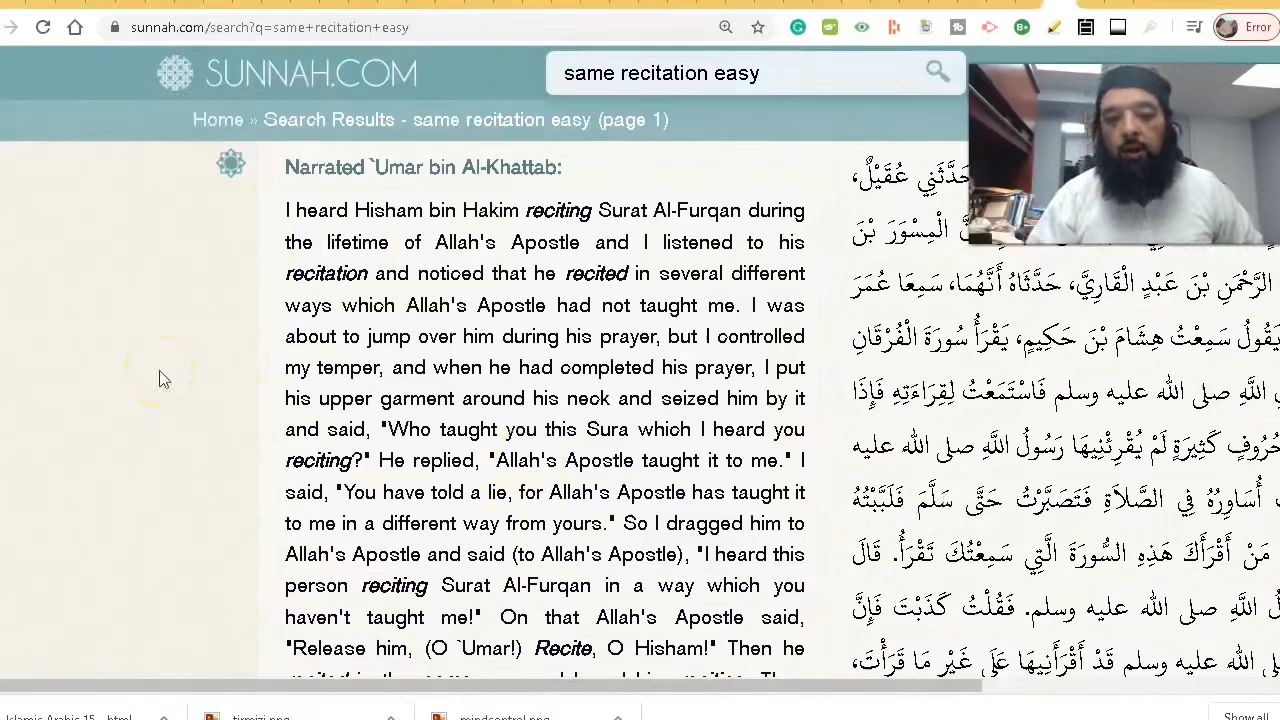 sunnah.com/search?q=same+recitation+easy
Error
SUNNAH.COM
same recitation easy
Home » Search Results - same recitation easy (page 1)
Narrated `Umar bin Al-Khattab:
I heard Hisham bin Hakim reciting Surat Al-Furqan during
the lifetime of Allah's Apostle and I listened to his
recitation and noticed that he recited in several different
ways which Allah's Apostle had not taught me. I was
about to jump over him during his prayer, but I controlled
my temper, and when he had completed his prayer, I put
his upper garment around his neck and seized him by it
and said, "Who taught you this Sura which I heard you
reciting?" He replied, "Allah's Apostle taught it to me." I
said, "You have told a lie, for Allah's Apostle has taught it
to me in a different way from yours." So I dragged him to
Allah's Apostle and said (to Allah's Apostle), "I heard this
person reciting Surat Al-Furqan in a way which you
haven't taught me!" On that Allah's Apostle said,
"Release him, (O `Umar!) Recite, O Hisham!" Then he
حَدَّثَنِي عُقَيْلٌ،
الْمِسْوَرَ بْنَ
الرَّحْمَنِ بْنَ عَبْدٍ الْقَارِيَّ، حَدَّثَاهُ أَنَّهُمَا، سَمِعَا عُمَرَ
يَقُولُ سَمِعْتُ هِشَامَ بْنَ حَكِيمٍ، يَقْرَأُ سُورَةَ الْفُرْقَانِ
اللَّهِ صلى الله عليه وسلم فَاسْتَمَعْتُ لِقِرَاءَتِهِ فَإِذَا
حُرُوفٍ كَثِيرَةٍ لَمْ يُقْرِئْنِيهَا رَسُولُ اللَّهِ صلى الله عليه
أُسَاوِرُهُ فِي الصَّلاَةِ فَتَصَبَّرْتُ حَتَّى سَلَّمَ فَلَبَّبْتُهُ
مَنْ أَقْرَأَكَ هَذِهِ السُّورَةَ الَّتِي سَمِعْتُكَ تَقْرَأُ. قَالَ
اللَّهِ صلى الله عليه وسلم. فَقُلْتُ كَذَبْتَ فَإِنَّ
الله عليه وسلم قَدْ أَقْرَأَنِيهَا عَلَى غَيْرِ مَا قَرَأْتَ،
Islamic Arabic 15 .html
tirmizi.png
mindcontrol.png
Show all